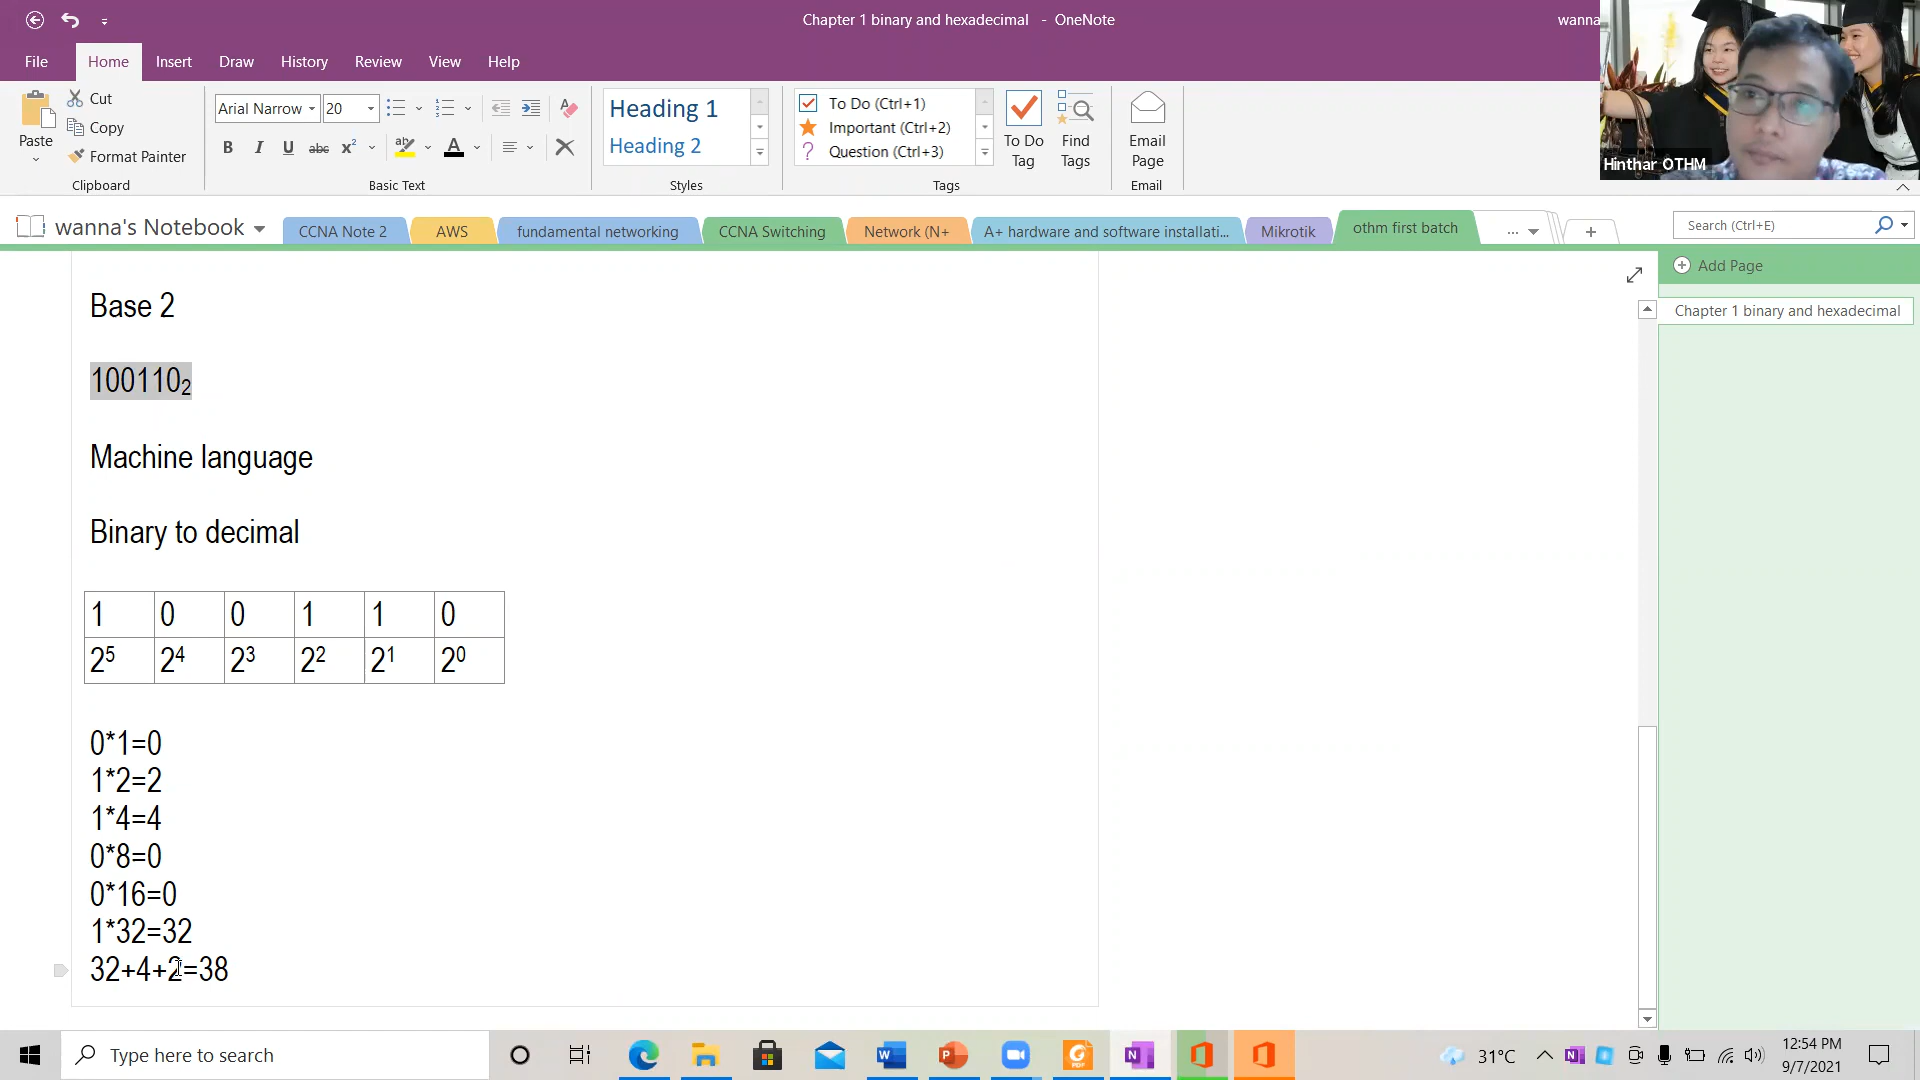 Chapter 1 binary and hexadecimal - OneNote
wanna
File Home Insert Draw History Review View Help
Paste
Cut
Copy
Format Painter
Clipboard
Arial Narrow 20
B I U abc x² ab A
Basic Text
Heading 1
Heading 2
Styles
To Do (Ctrl+1)
Important (Ctrl+2)
Question (Ctrl+3)
Tags
To Do Tag
Find Tags
Email Page
Email
Hinthar OTHM
wanna's Notebook
CCNA Note 2
AWS
fundamental networking
CCNA Switching
Network (N+
A+ hardware and software installati...
Mikrotik
othm first batch
...
Search (Ctrl+E)
Add Page
Chapter 1 binary and hexadecimal
Base 2
100110₂
Machine language
Binary to decimal
1 0 0 1 1 0
2⁵ 2⁴ 2³ 2² 2¹ 2⁰
0*1=0
1*2=2
1*4=4
0*8=0
0*16=0
1*32=32
32+4+2=38
Type here to search
31°C
12:54 PM
9/7/2021